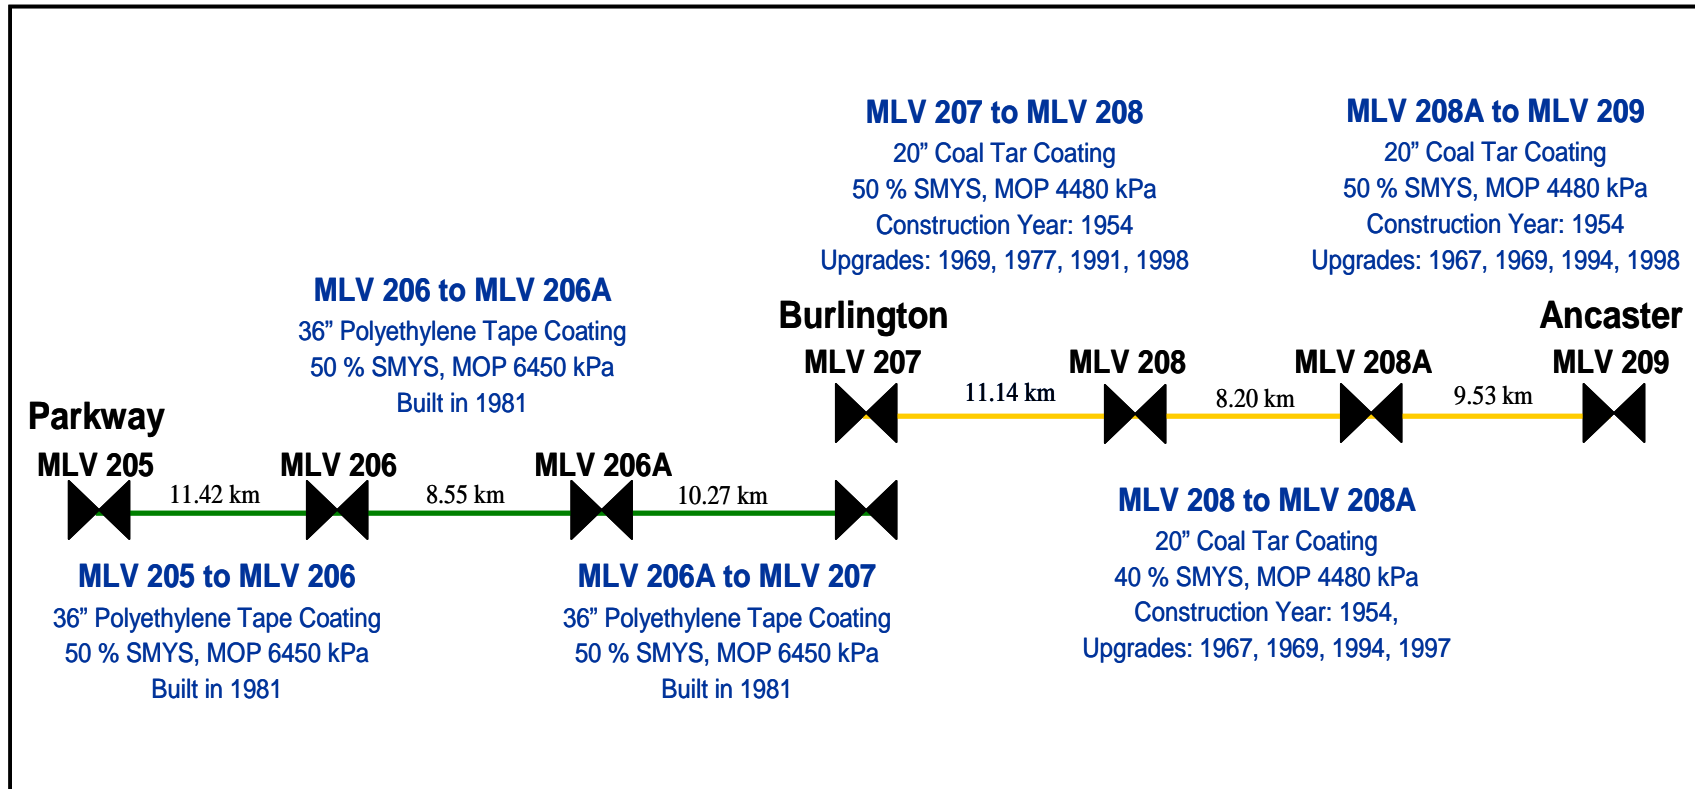 MLV 207 to MLV 208
20” Coal Tar Coating
50 % SMYS, MOP 4480 kPa
Construction Year: 1954
Upgrades: 1969, 1977, 1991, 1998
MLV 208A to MLV 209
20” Coal Tar Coating
50 % SMYS, MOP 4480 kPa
Construction Year: 1954
Upgrades: 1967, 1969, 1994, 1998
MLV 206 to MLV 206A
36” Polyethylene Tape Coating
50 % SMYS, MOP 6450 kPa
Built in 1981
Burlington
Ancaster
MLV 207
MLV 208
MLV 208A
MLV 209
11.14 km
8.20 km
9.53 km
Parkway
MLV 205
MLV 206
MLV 206A
11.42 km
8.55 km
10.27 km
MLV 205 to MLV 206
36” Polyethylene Tape Coating
50 % SMYS, MOP 6450 kPa
Built in 1981
MLV 206A to MLV 207
36” Polyethylene Tape Coating
50 % SMYS, MOP 6450 kPa
Built in 1981
MLV 208 to MLV 208A
20” Coal Tar Coating
40 % SMYS, MOP 4480 kPa
Construction Year: 1954,
Upgrades: 1967, 1969, 1994, 1997